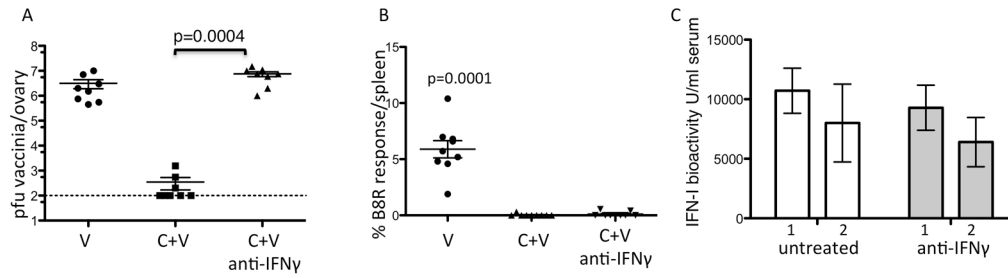 A
p=0.0004
pfu vaccinia/ovary
8
7
6
5
4
3
2
1
V
C+V
C+V
anti-IFNγ
B
% B8R response/spleen
15
10
5
0
p=0.0001
V
C+V
C+V
anti-IFNγ
C
IFN-I bioactivity U/ml serum
15000
10000
5000
0
1 2 1 2
untreated anti-IFNγ